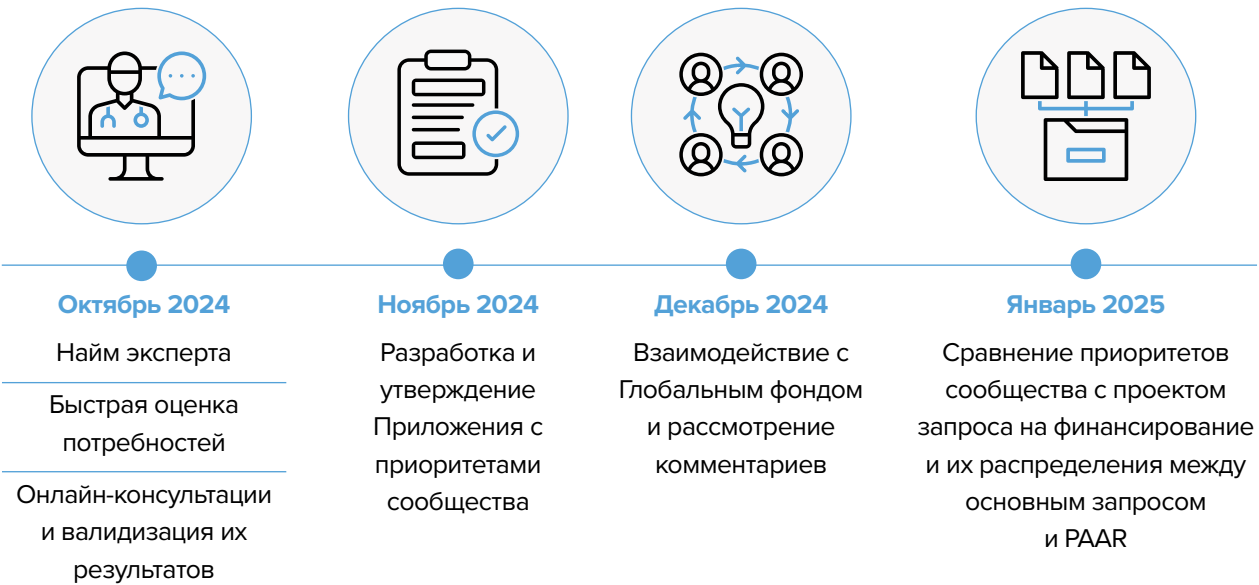 Октябрь 2024
Найм эксперта
Быстрая оценка
потребностей
Онлайн-консультации
и валидизация их
результатов
Ноябрь 2024
Разработка и
утверждение
Приложения с
приоритетами
сообщества
Декабрь 2024
Взаимодействие с
Глобальным фондом
и рассмотрение
комментариев
Январь 2025
Сравнение приоритетов
сообщества с проектом
запроса на финансирование
и их распределения между
основным запросом
и PAAR